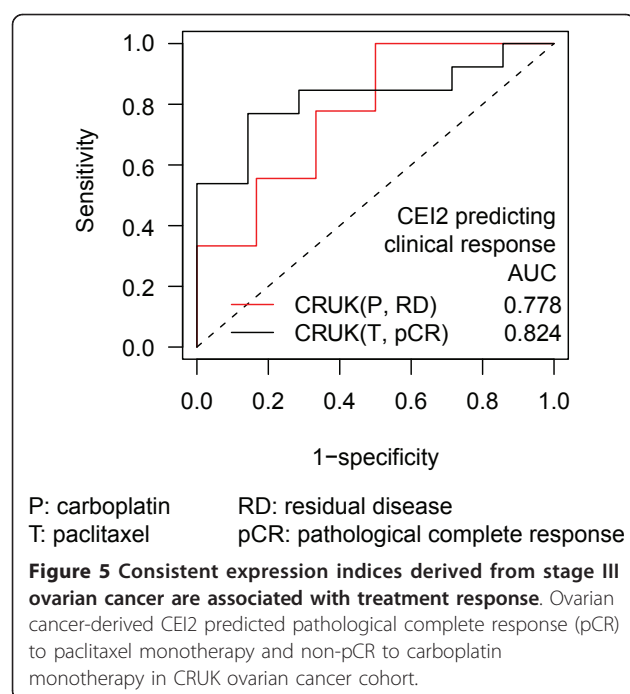 1.0
0.8
0.6
0.4
0.2
0.0
Sensitivity
CEI2 predicting
clinical response
AUC
CRUK(P, RD) 0.778
CRUK(T, pCR) 0.824
0.0 0.2 0.4 0.6 0.8 1.0
1−specificity
P: carboplatin RD: residual disease
T: paclitaxel pCR: pathological complete response
Figure 5 Consistent expression indices derived from stage III
ovarian cancer are associated with treatment response. Ovarian
cancer-derived CEI2 predicted pathological complete response (pCR)
to paclitaxel monotherapy and non-pCR to carboplatin
monotherapy in CRUK ovarian cancer cohort.